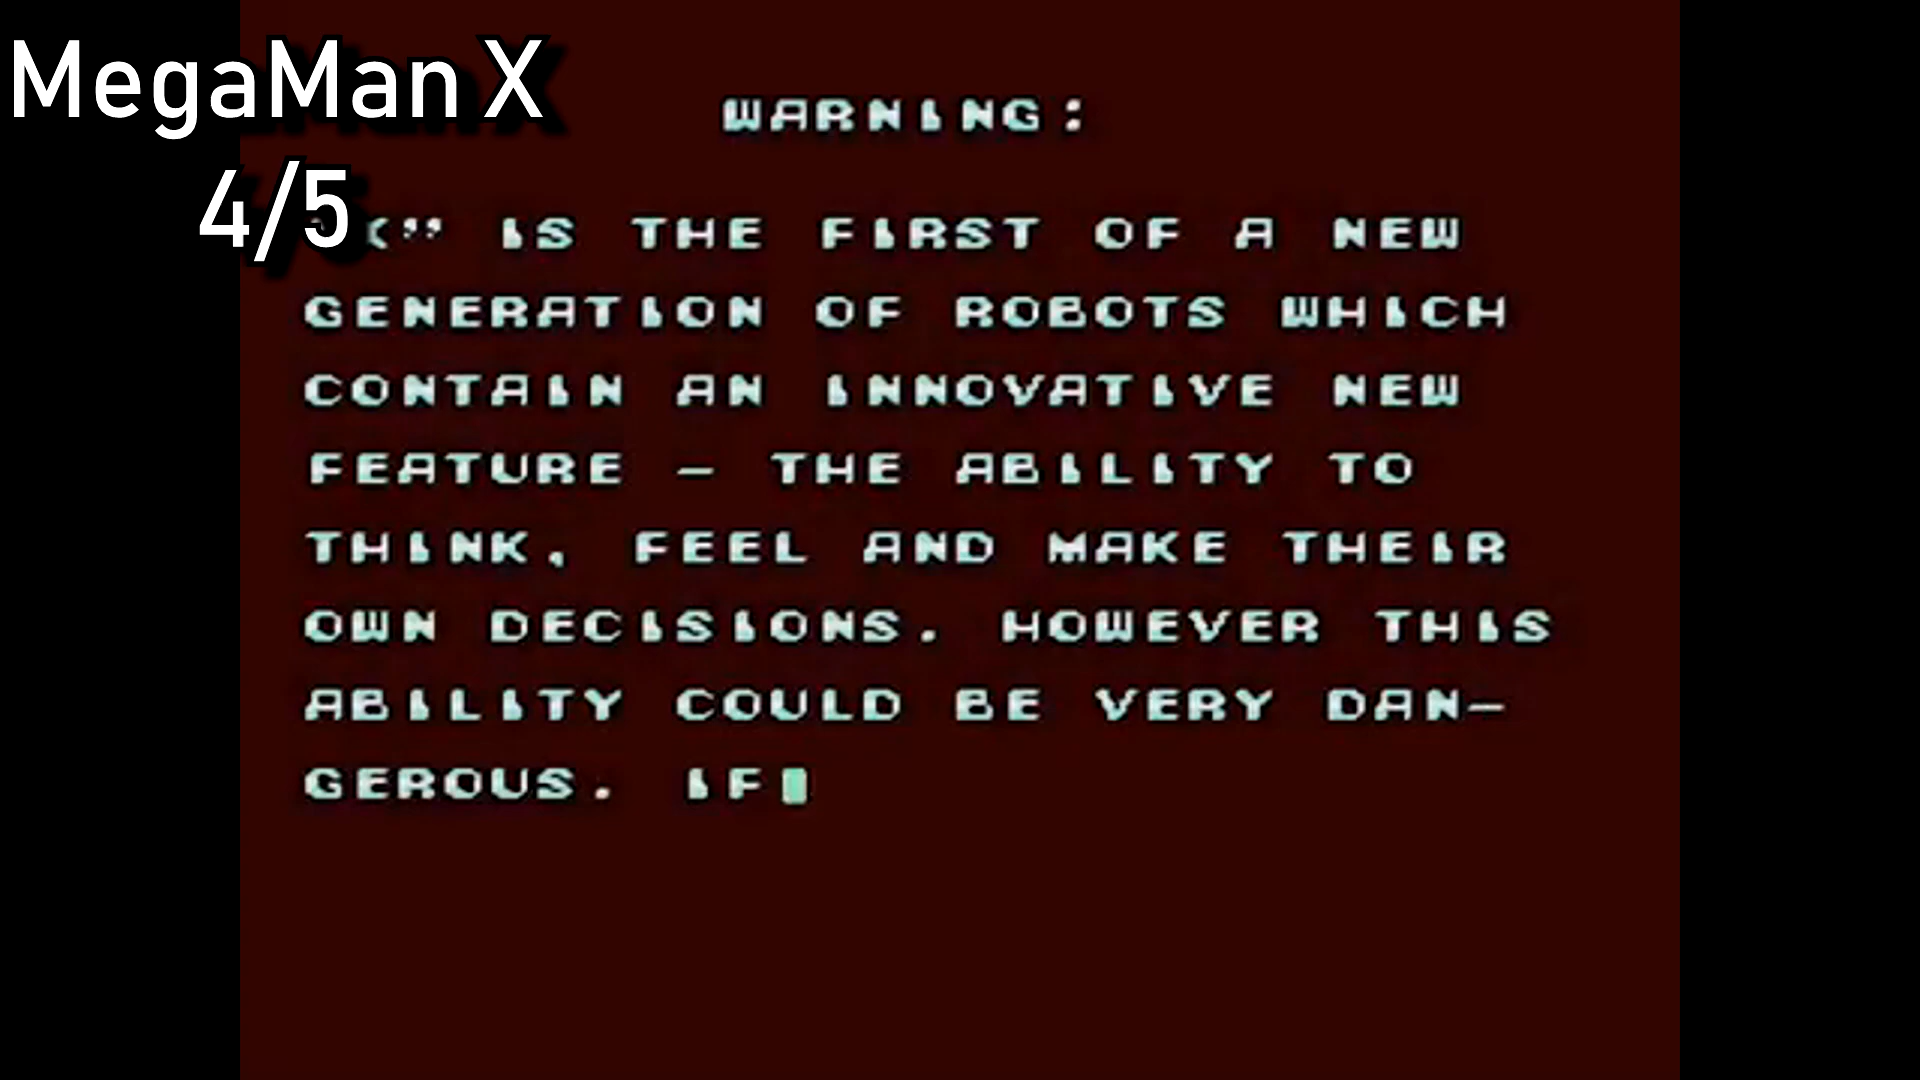 MegaMan X
4/5
WARNING:
” IS THE FIRST OF A NEW
GENERATION OF ROBOTS WHICH
CONTAIN AN INNOVATIVE NEW
FEATURE – THE ABILITY TO
THINK, FEEL AND MAKE THEIR
OWN DECISIONS. HOWEVER THIS
ABILITY COULD BE VERY DAN–
GEROUS. IF